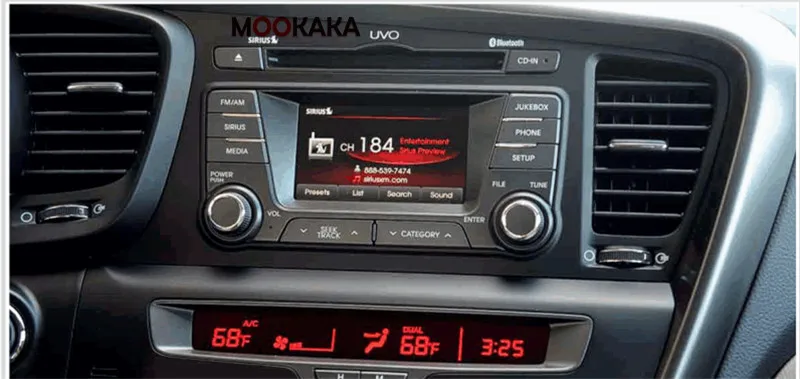 MOOKAKA
SIRIUS
UVO
Bluetooth
CD-IN
FM/AM
SIRIUS
MEDIA
POWER
PUSH
VOL
SIRIUS
CH 184
Entertainment
Sirius Preview
888-539-7474
siriusxm.com
Presets List Search Sound
JUKEBOX
PHONE
SETUP
FILE TUNE
ENTER
SEEK
TRACK
CATEGORY
A/C
68°F
DUAL
68°F
3:25